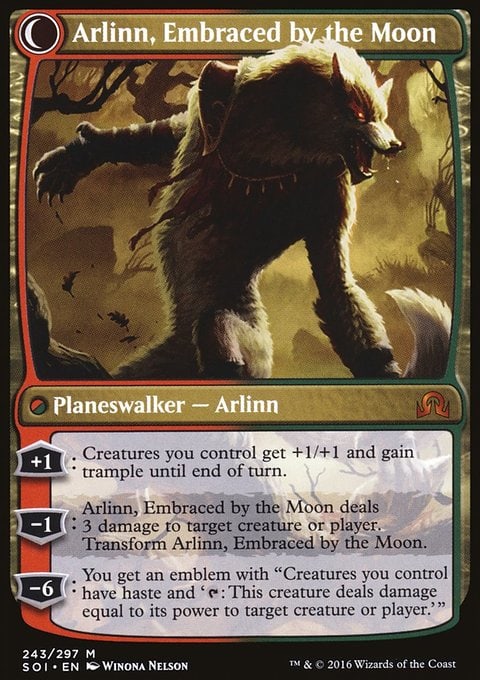 Arlinn, Embraced by the Moon
Planeswalker — Arlinn
+1: Creatures you control get +1/+1 and gain
trample until end of turn.
-1: Arlinn, Embraced by the Moon deals
3 damage to target creature or player.
Transform Arlinn, Embraced by the Moon.
-6: You get an emblem with “Creatures you control
have haste and ‘: This creature deals damage
equal to its power to target creature or player.’”
243/297 M
SOI • EN Winona Nelson
™ & © 2016 Wizards of the Coast